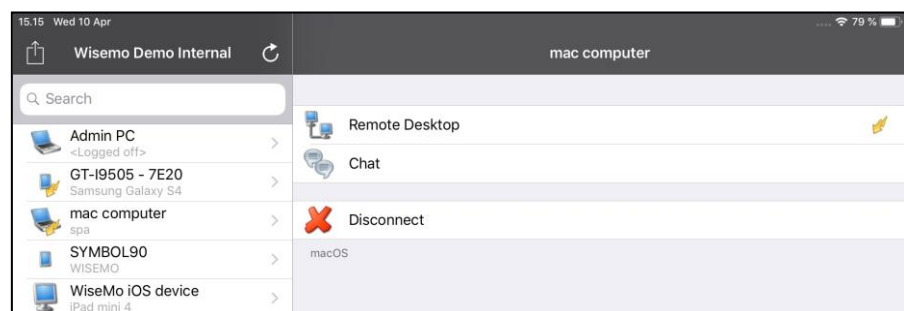 15.15 Wed 10 Apr
79 %
Wisemo Demo Internal
mac computer
Search
Admin PC
<Logged off>
GT-I9505 - 7E20
Samsung Galaxy S4
mac computer
spa
SYMBOL90
WISEMO
WiseMo iOS device
iPad mini 4
Remote Desktop
Chat
Disconnect
macOS